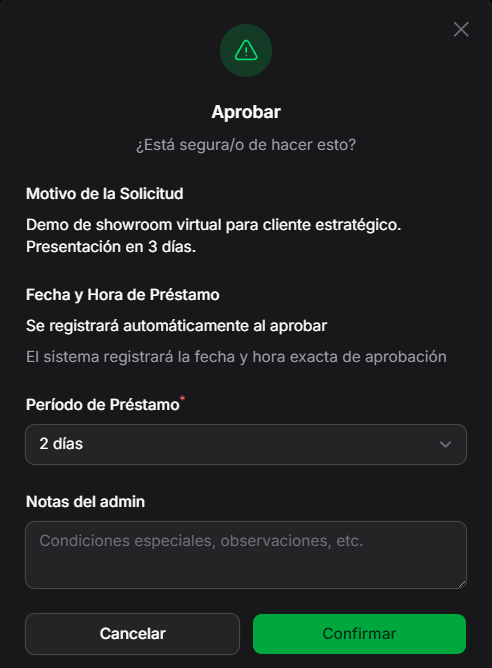 Aprobar
¿Está segura/o de hacer esto?
Motivo de la Solicitud
Demo de showroom virtual para cliente estratégico.
Presentación en 3 días.
Fecha y Hora de Préstamo
Se registrará automáticamente al aprobar
El sistema registrará la fecha y hora exacta de aprobación
Período de Préstamo*
2 días
Notas del admin
Condiciones especiales, observaciones, etc.
Cancelar
Confirmar